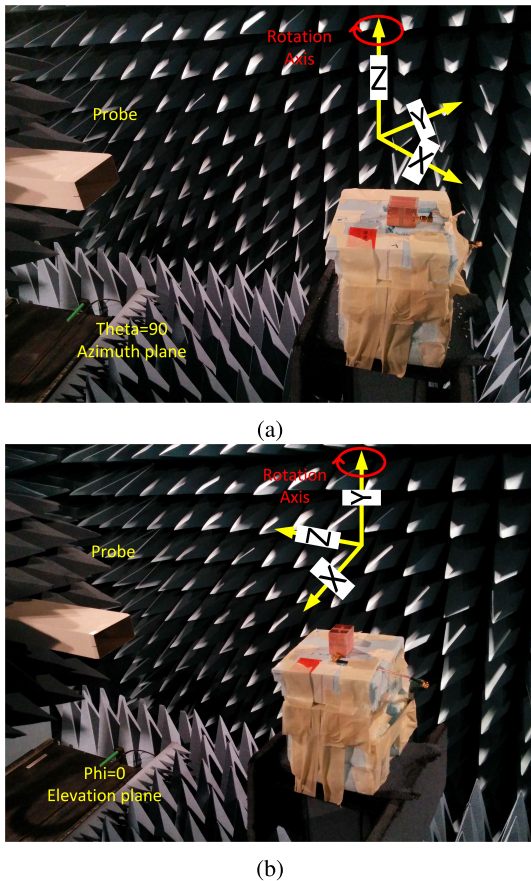 Rotation
Axis
Z
Probe
Y
X
Theta=90
Azimuth plane
(a)
Rotation
Axis
Y
Z
Probe
X
Phi=0
Elevation plane
(b)